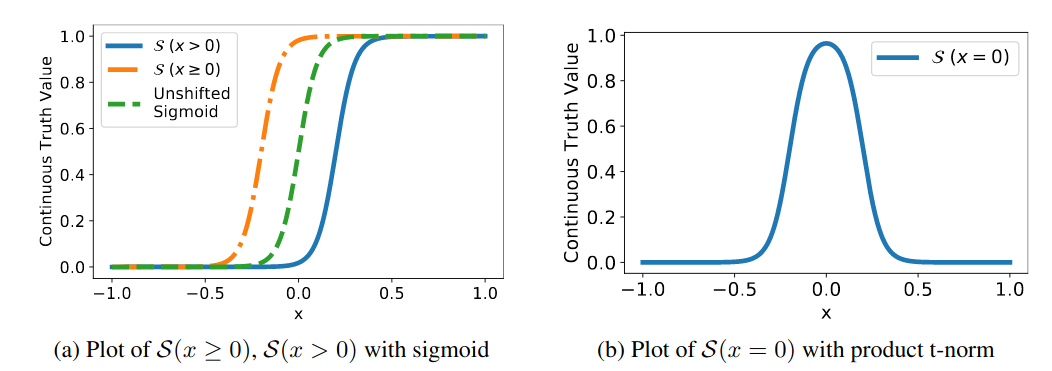 1.0
0.8
0.6
0.4
0.2
0.0
Continuous Truth Value
𝒮 (x > 0)
𝒮 (x ≥ 0)
Unshifted
Sigmoid
−1.0 −0.5 0.0 0.5 1.0
x
(a) Plot of 𝒮(x ≥ 0), 𝒮(x > 0) with sigmoid
1.0
0.8
0.6
0.4
0.2
0.0
Continuous Truth Value
𝒮 (x = 0)
−1.0 −0.5 0.0 0.5 1.0
x
(b) Plot of 𝒮(x = 0) with product t-norm